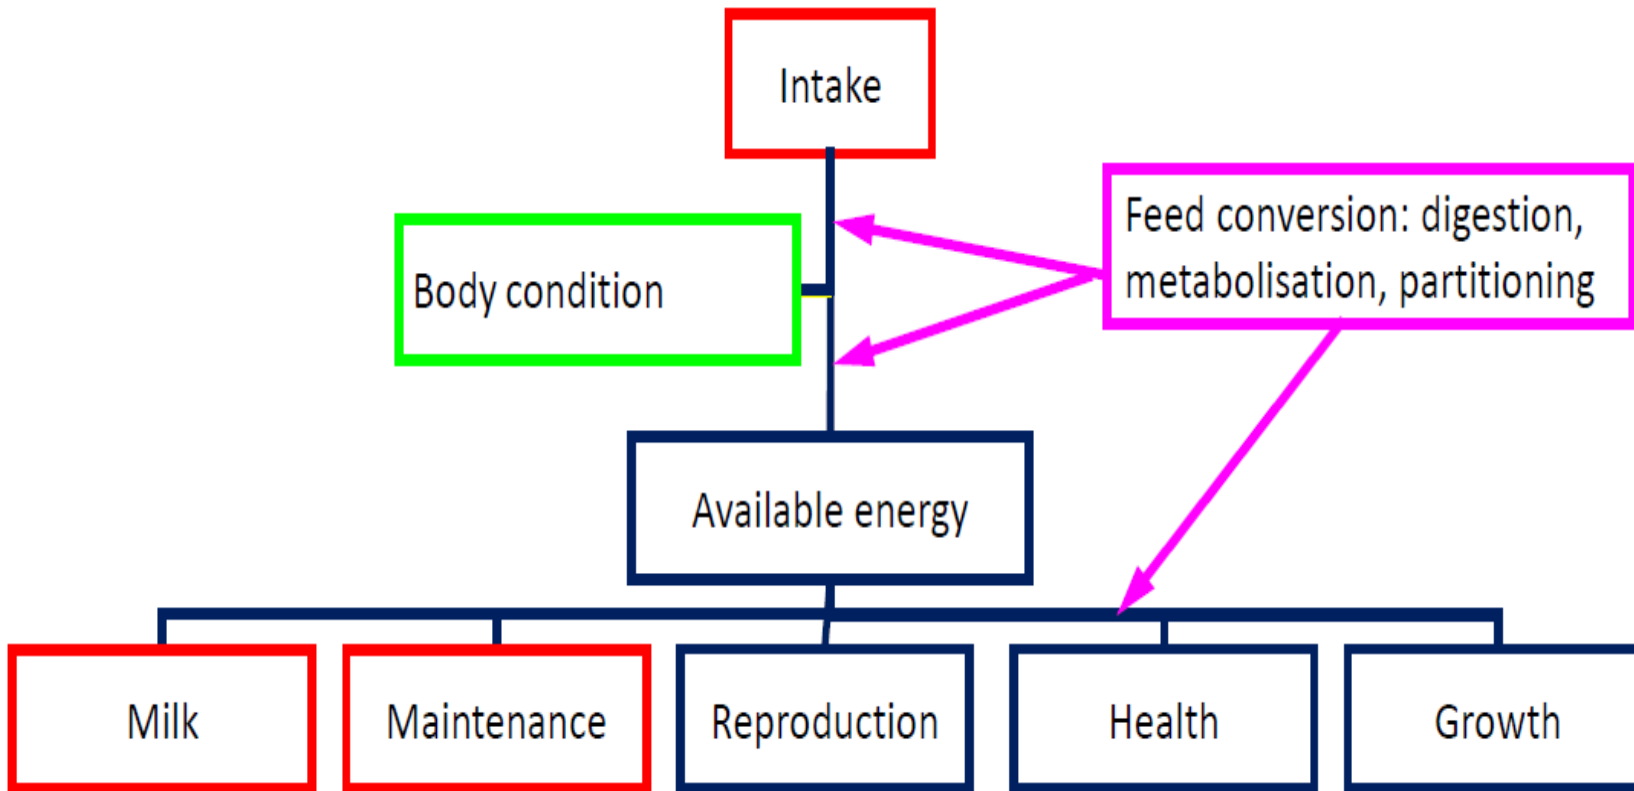 Intake
Feed conversion: digestion,
metabolisation, partitioning
Body condition
Available energy
Milk
Maintenance
Reproduction
Health
Growth